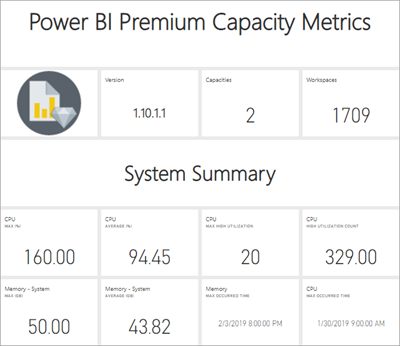 Power BI Premium Capacity Metrics
Version
Capacities
Workspaces
1.10.1.1
2
1709
System Summary
CPU
MAX (%)
160.00
CPU
AVERAGE (%)
94.45
CPU
MAX HIGH UTILIZATION
20
CPU
HIGH UTILIZATION COUNT
329.00
Memory - System
MAX (GB)
50.00
Memory - System
AVERAGE (GB)
43.82
Memory
MAX OCCURRED TIME
2/3/2019 8:00:00 PM
CPU
MAX OCCURRED TIME
1/30/2019 9:00:00 AM